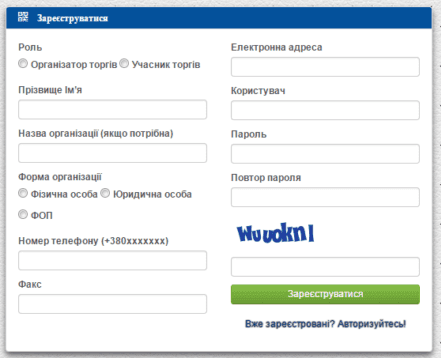 Зареєструватися
Роль
Організатор торгів Учасник торгів
Прізвище Ім'я
Назва організації (якщо потрібна)
Форма організації
Фізична особа Юридична особа
ФОП
Номер телефону (+380xxxxxxx)
Факс
Електронна адреса
Користувач
Пароль
Повтор пароля
Зареєструватися
Вже зареєстровані? Авторизуйтесь!